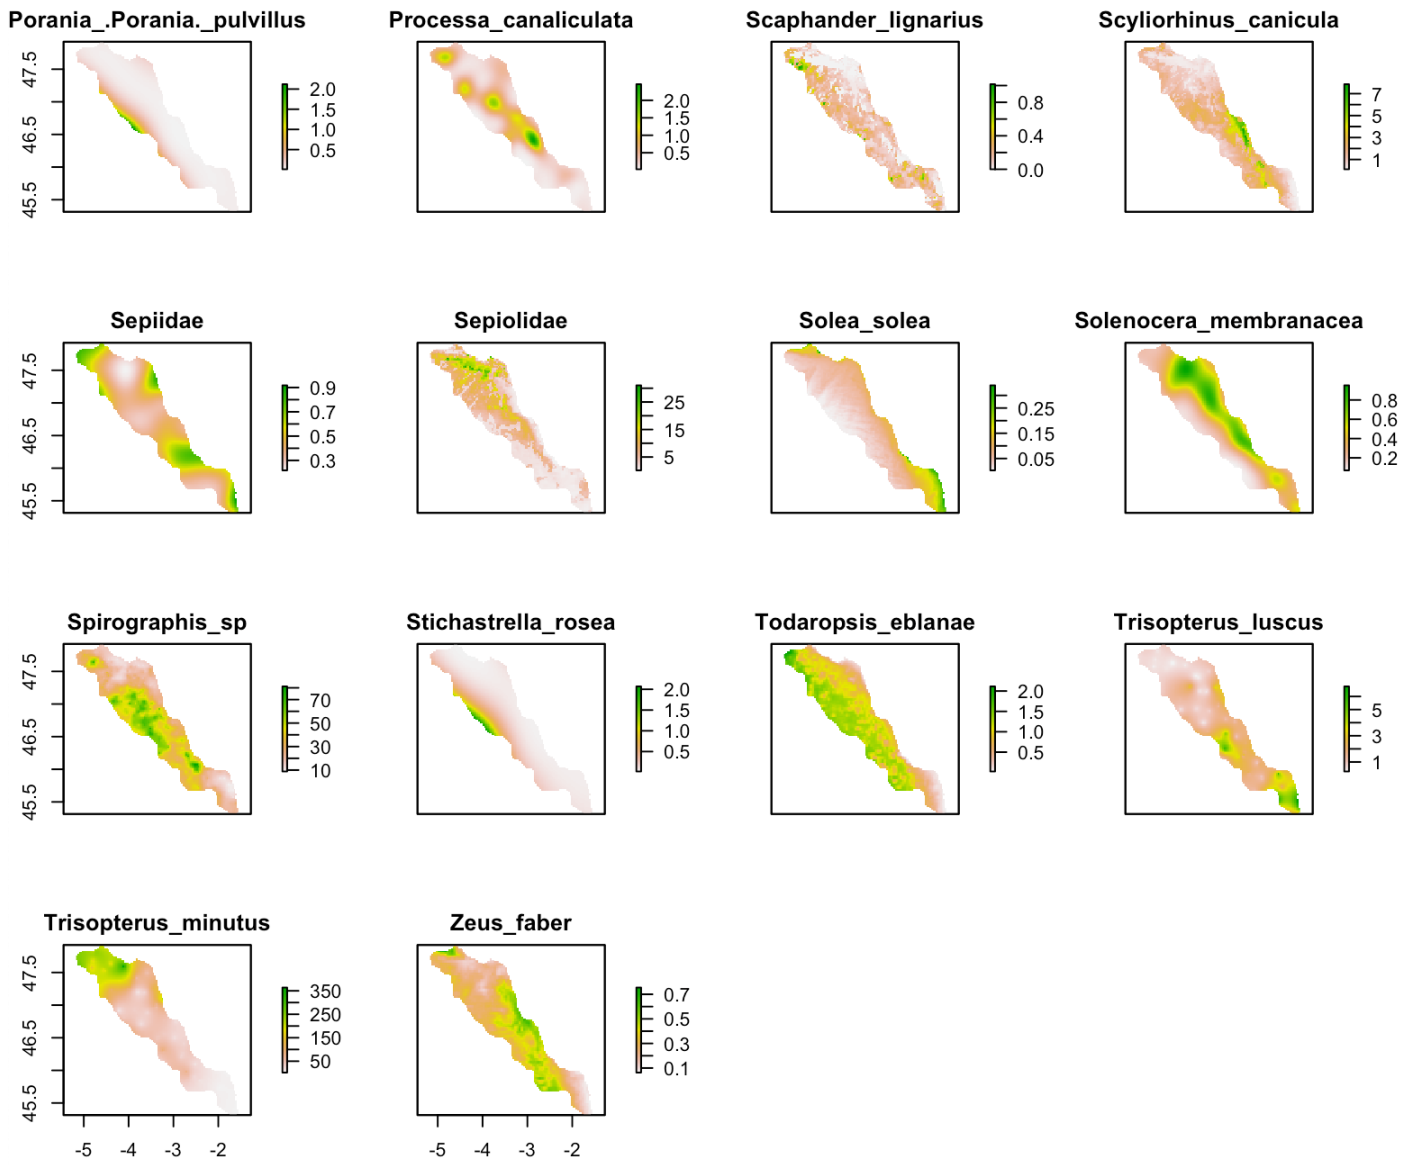 Porania_.Porania._pulvillus Processa_canaliculata Scaphander_lignarius Scyliorhinus_canicula
47.5 46.5 45.5
2.0 1.5 1.0 0.5
2.0 1.5 1.0 0.5
0.8 0.4 0.0
7 5 3 1
Sepiidae Sepiolidae Solea_solea Solenocera_membranacea
47.5 46.5 45.5
0.9 0.7 0.5 0.3
25 15 5
0.25 0.15 0.05
0.8 0.6 0.4 0.2
Spirographis_sp Stichastrella_rosea Todaropsis_eblanae Trisopterus_luscus
47.5 46.5 45.5
70 50 30 10
2.0 1.5 1.0 0.5
2.0 1.5 1.0 0.5
5 3 1
Trisopterus_minutus Zeus_faber
47.5 46.5 45.5
350 250 150 50
0.7 0.5 0.3 0.1
-5 -4 -3 -2 -5 -4 -3 -2